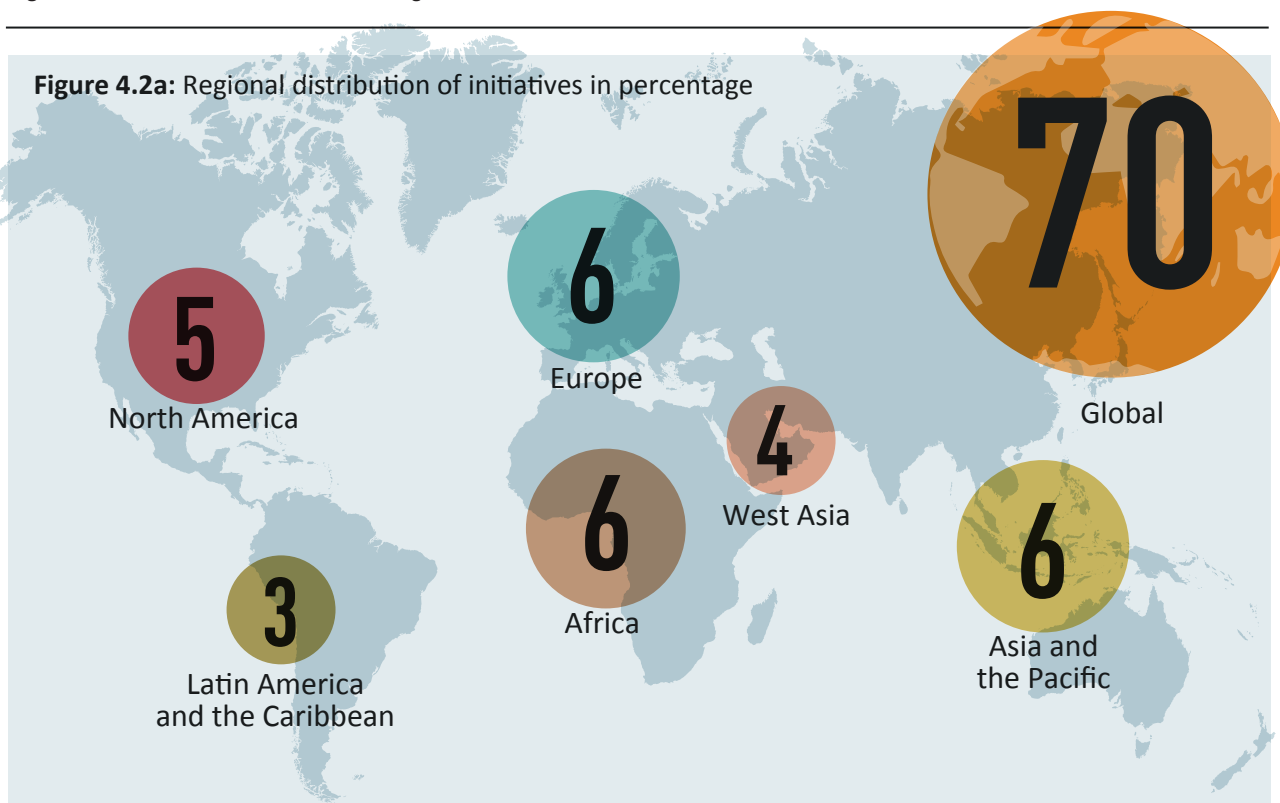 Figure 4.2a: Regional distribution of initiatives in percentage
70
Global
6
Europe
5
North America
4
West Asia
6
Africa
6
Asia and
the Pacific
3
Latin America
and the Caribbean